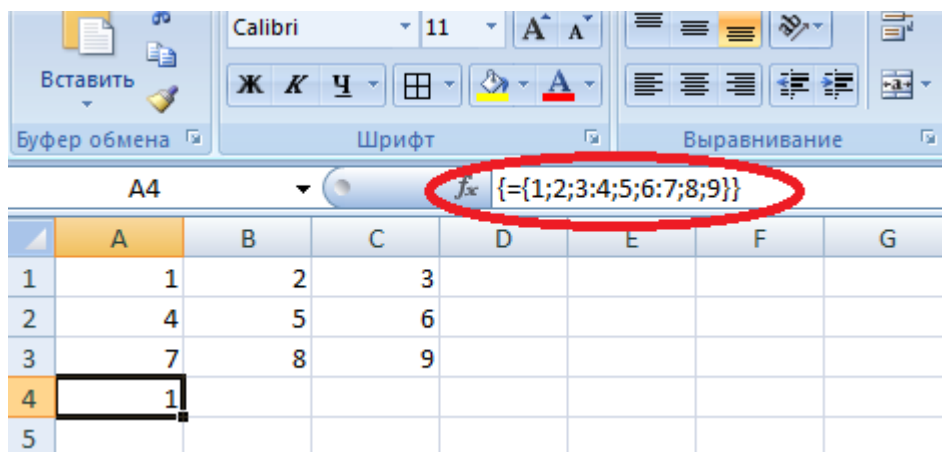 Calibri 11 A A
Вставить Ж К Ч A a
Буфер обмена Шрифт Выравнивание
A4 fx {={1;2;3:4;5;6:7;8;9}}
A B C D E F G
1 1 2 3
2 4 5 6
3 7 8 9
4 1
5